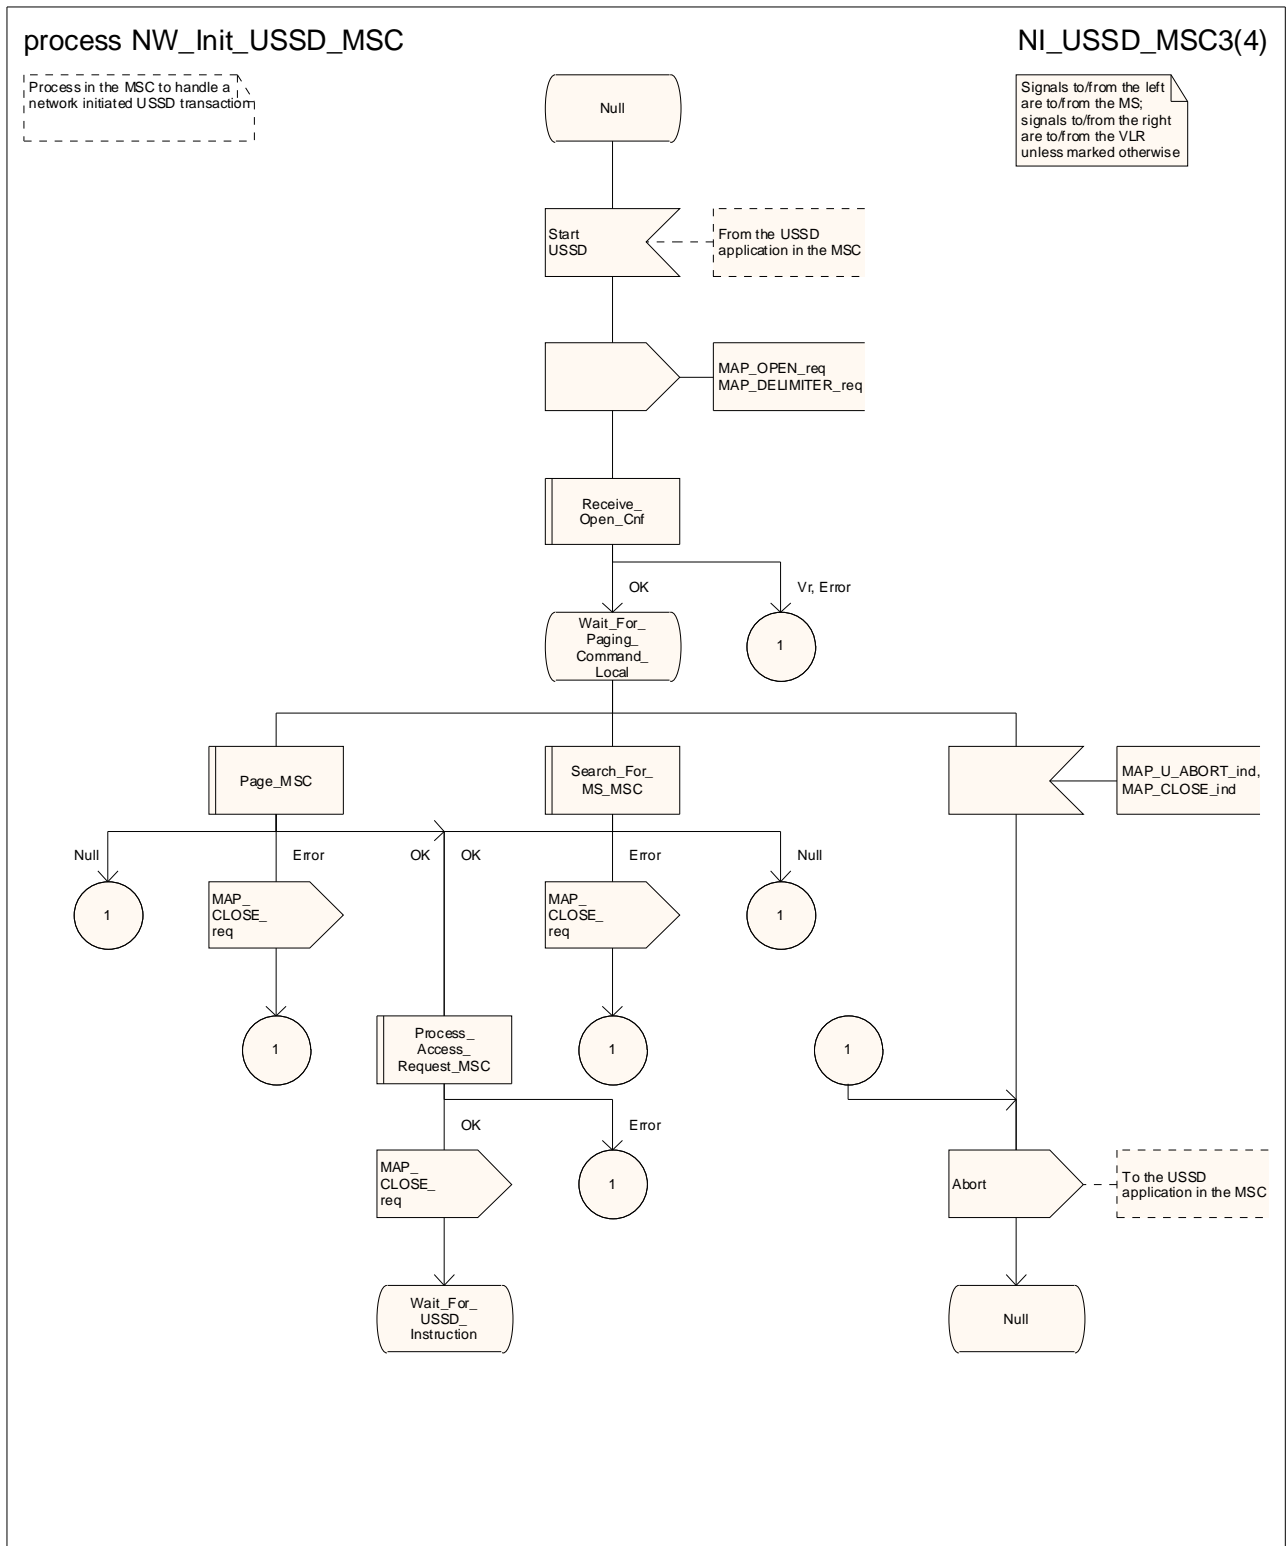 process NW_Init_USSD_MSC
NI_USSD_MSC3(4)
Process in the MSC to handle a
network initiated USSD transaction
Signals to/from the left
are to/from the MS;
signals to/from the right
are to/from the VLR
unless marked otherwise
Null
Start
USSD
From the USSD
application in the MSC
MAP_OPEN_req
MAP_DELIMITER_req
Receive_
Open_Cnf
OK
Vr, Error
Wait_For_
Paging_
Command_
Local
1
Page_MSC
Search_For_
MS_MSC
MAP_U_ABORT_ind,
MAP_CLOSE_ind
Null
Error
OK
OK
Error
Null
1
MAP_
CLOSE_
req
MAP_
CLOSE_
req
1
1
Process_
Access_
Request_MSC
1
1
OK
Error
MAP_
CLOSE_
req
1
Abort
To the USSD
application in the MSC
Wait_For_
USSD_
Instruction
Null